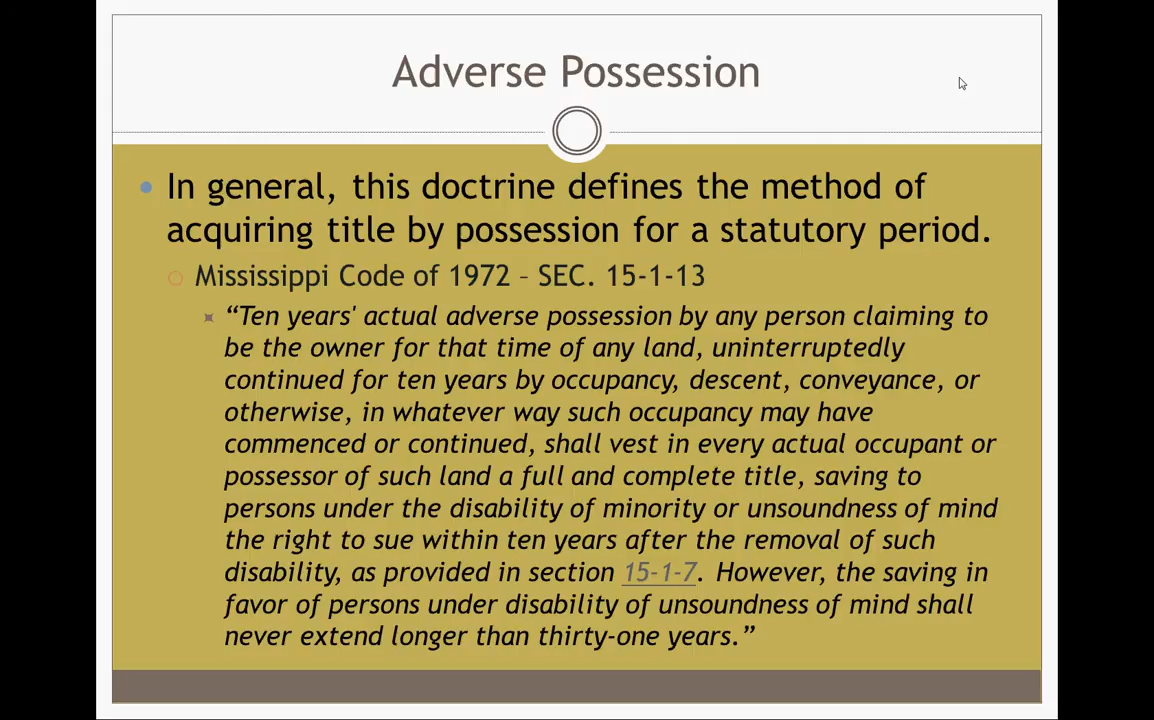 Adverse Possession
In general, this doctrine defines the method of
acquiring title by possession for a statutory period.
Mississippi Code of 1972 – SEC. 15-1-13
“Ten years' actual adverse possession by any person claiming to
be the owner for that time of any land, uninterruptedly
continued for ten years by occupancy, descent, conveyance, or
otherwise, in whatever way such occupancy may have
commenced or continued, shall vest in every actual occupant or
possessor of such land a full and complete title, saving to
persons under the disability of minority or unsoundness of mind
the right to sue within ten years after the removal of such
disability, as provided in section 15-1-7. However, the saving in
favor of persons under disability of unsoundness of mind shall
never extend longer than thirty-one years.”